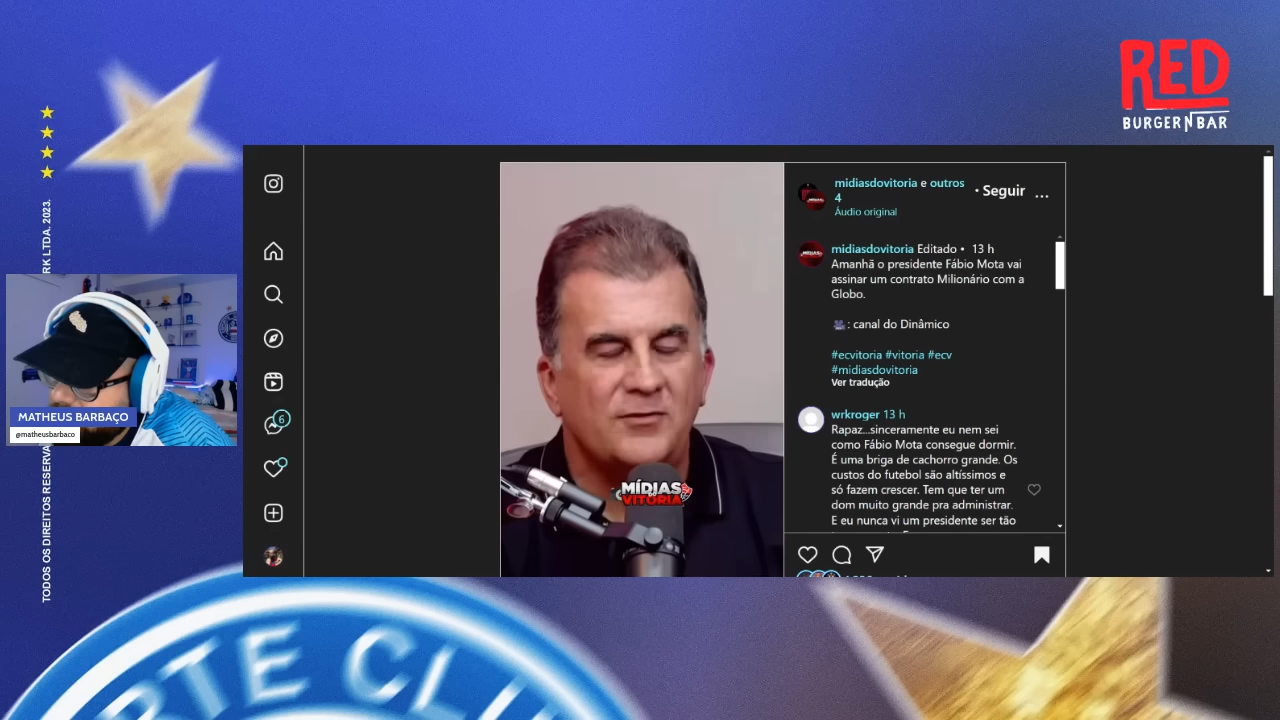 RED
BURGER N BAR
★ ★ ★ ★
TODOS OS DIREITOS RESERVA
RK LTDA. 2023.
MATHEUS BARBAÇO
@matheusbarbaco
6
MÍDIAS
VITÓRIA
midiasdovitoria e outros
4
Áudio original
• Seguir ...
midiasdovitoria Editado • 13 h
Amanhã o presidente Fábio Mota vai
assinar um contrato Milionário com a
Globo.
: canal do Dinâmico
#ecvitoria #vitoria #ecv
#midiasdovitoria
Ver tradução
wrkroger 13 h
Rapaz...sinceramente eu nem sei
como Fábio Mota consegue dormir.
É uma briga de cachorro grande. Os
custos do futebol são altíssimos e
só fazem crescer. Tem que ter um
dom muito grande pra administrar.
E eu nunca vi um presidente ser tão
RTE CLU